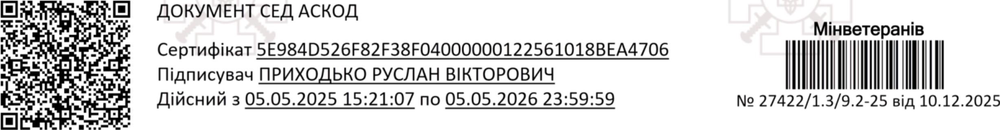 ДОКУМЕНТ СЕД АСКОД
Сертифікат 5E984D526F82F38F04000000122561018BEA4706
Підписувач ПРИХОДЬКО РУСЛАН ВІКТОРОВИЧ
Дійсний з 05.05.2025 15:21:07 по 05.05.2026 23:59:59
Мінветеранів
№ 27422/1.3/9.2-25 від 10.12.2025